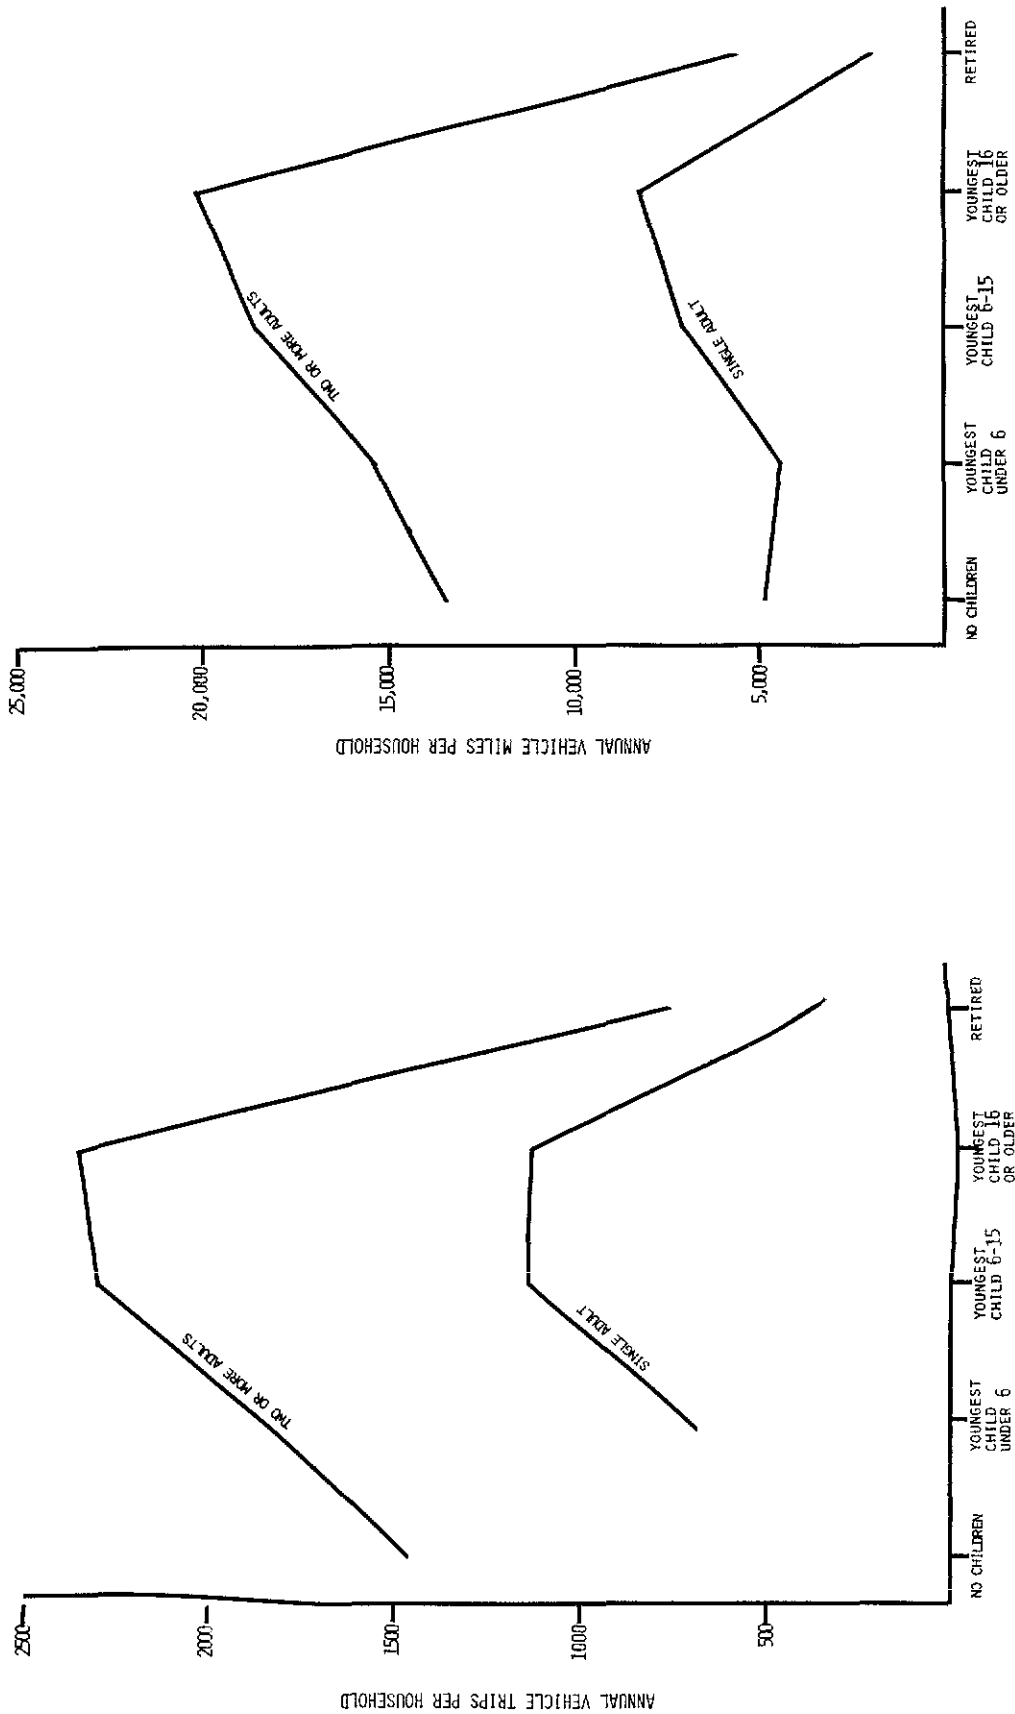 ANNUAL VEHICLE TRIPS PER HOUSEHOLD
2500
2000
1500
1000
500
TWO OR MORE ADULTS
SINGLE ADULT
NO CHILDREN
YOUNGEST
CHILD
UNDER 6
YOUNGEST
CHILD 6-15
YOUNGEST
CHILD 16
OR OLDER
RETIRED
ANNUAL VEHICLE MILES PER HOUSEHOLD
25,000
20,000
15,000
10,000
5,000
TWO OR MORE ADULTS
SINGLE ADULT
NO CHILDREN
YOUNGEST
CHILD
UNDER 6
YOUNGEST
CHILD 6-15
YOUNGEST
CHILD 16
OR OLDER
RETIRED